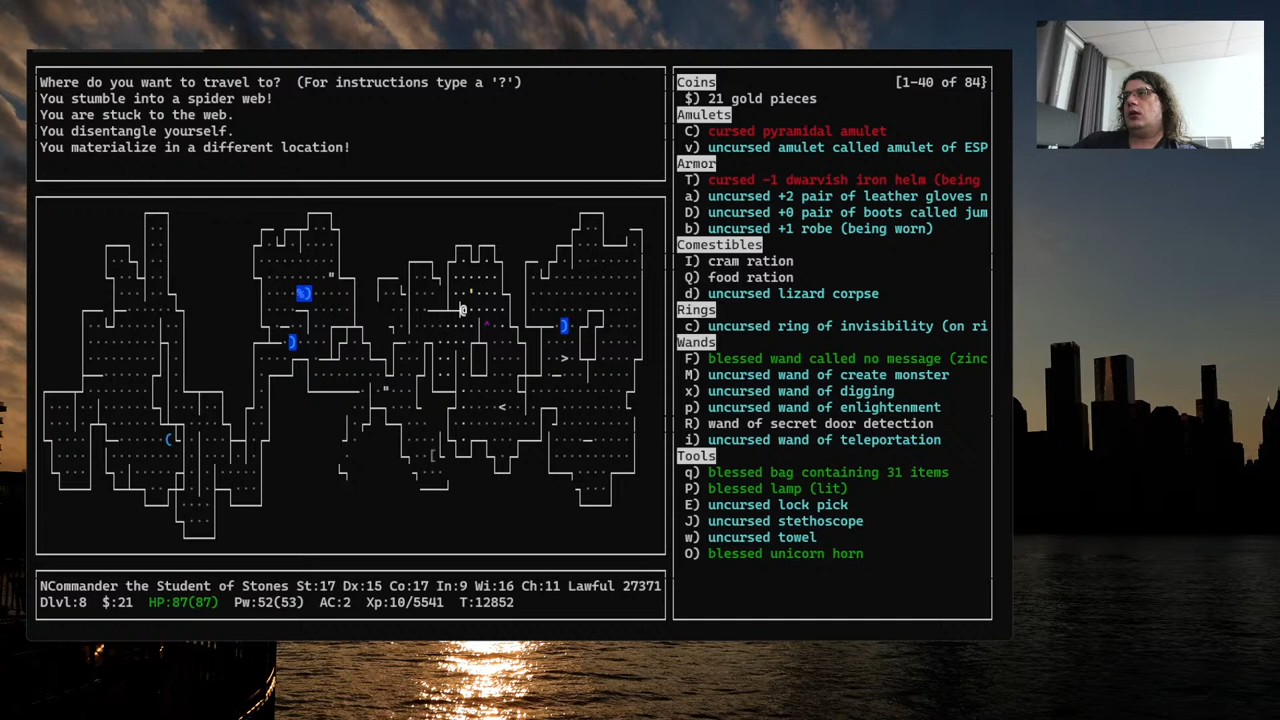 Where do you want to travel to?  (For instructions type a '?')
You stumble into a spider web!
You are stuck to the web.
You disentangle yourself.
You materialize in a different location!
Coins [1-40 of 84}
$) 21 gold pieces
Amulets
C) cursed pyramidal amulet
v) uncursed amulet called amulet of ESP
Armor
T) cursed -1 dwarvish iron helm (being
a) uncursed +2 pair of leather gloves n
D) uncursed +0 pair of boots called jum
b) uncursed +1 robe (being worn)
Comestibles
I) cram ration
Q) food ration
d) uncursed lizard corpse
Rings
c) uncursed ring of invisibility (on ri
Wands
F) blessed wand called no message (zinc
M) uncursed wand of create monster
x) uncursed wand of digging
p) uncursed wand of enlightenment
R) wand of secret door detection
i) uncursed wand of teleportation
Tools
q) blessed bag containing 31 items
P) blessed lamp (lit)
E) uncursed lock pick
J) uncursed stethoscope
w) uncursed towel
O) blessed unicorn horn
NCommander the Student of Stones St:17 Dx:15 Co:17 In:9 Wi:16 Ch:11 Lawful 27371
Dlvl:8  $:21  HP:87(87)  Pw:52(53)  AC:2  Xp:10/5541  T:12852